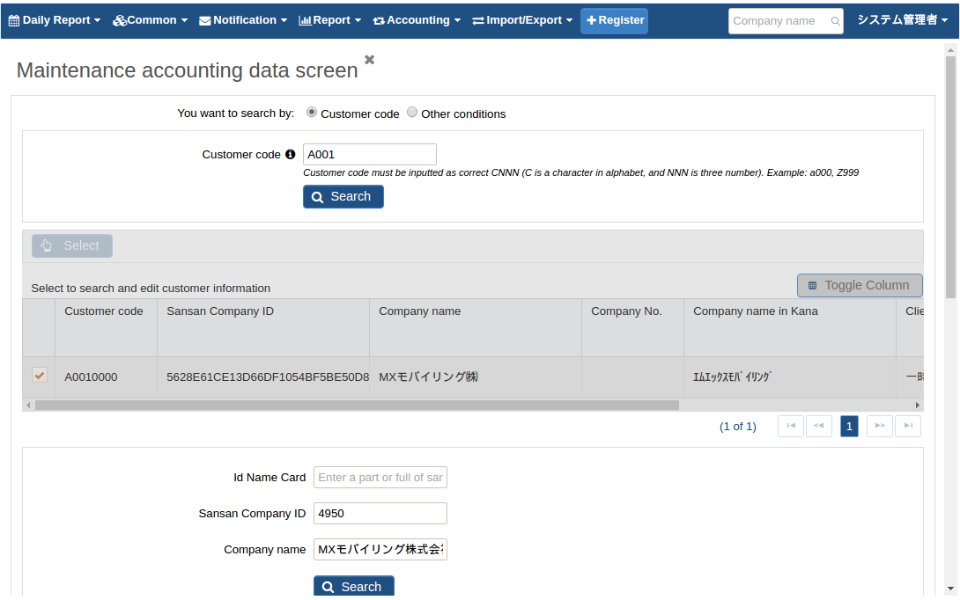 Daily Report Common Notification Report Accounting Import/Export Register Company name システム管理者
Maintenance accounting data screen
You want to search by: Customer code Other conditions
Customer code A001
Customer code must be inputted as correct CNNN (C is a character in alphabet, and NNN is three number). Example: a000, Z999
Search
Select
Select to search and edit customer information Toggle Column
Customer code Sansan Company ID Company name Company No. Company name in Kana Clie
A0010000 5628E61CE13D66DF1054BF5BE50D8 MXモバイリング㈱ ｴﾑｴｯｸｽﾓﾊﾞｲﾘﾝｸﾞ 一時
(1 of 1) 1
Id Name Card Enter a part or full of sar
Sansan Company ID 4950
Company name MXモバイリング株式会社
Search